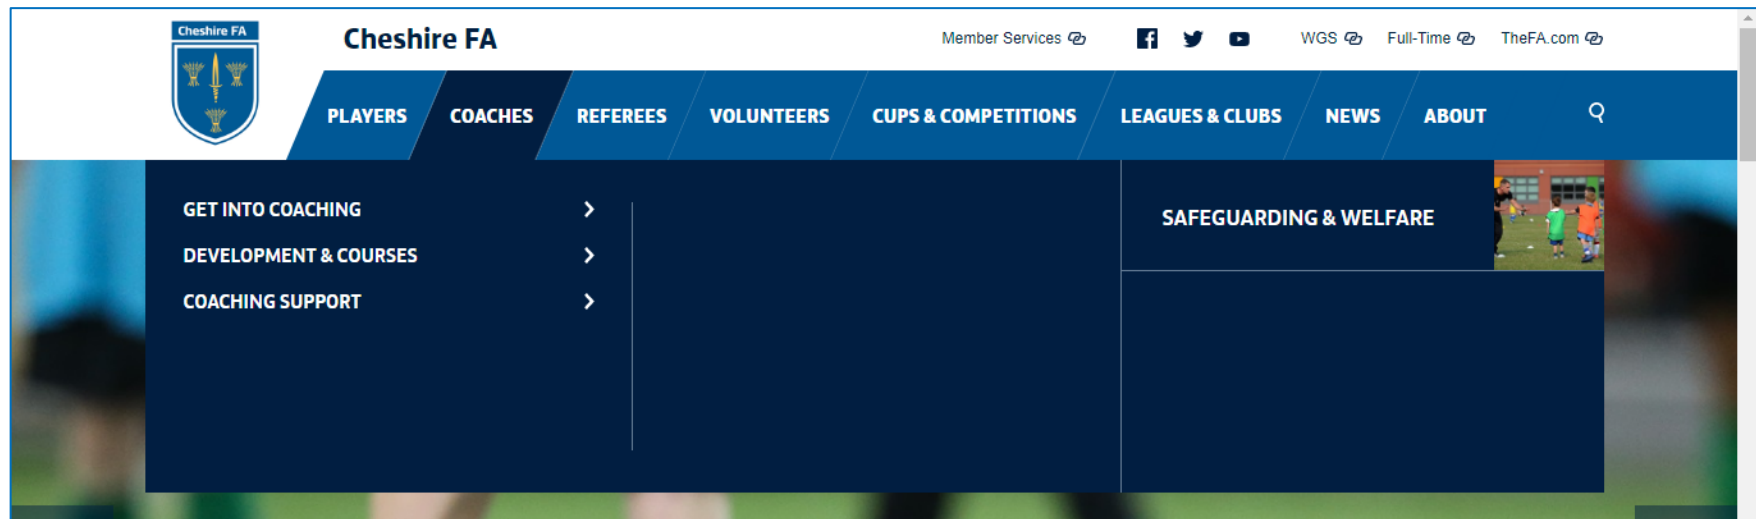 Cheshire FA
Cheshire FA
Member Services
WGS
Full-Time
TheFA.com
PLAYERS
COACHES
REFEREES
VOLUNTEERS
CUPS & COMPETITIONS
LEAGUES & CLUBS
NEWS
ABOUT
GET INTO COACHING
DEVELOPMENT & COURSES
COACHING SUPPORT
SAFEGUARDING & WELFARE